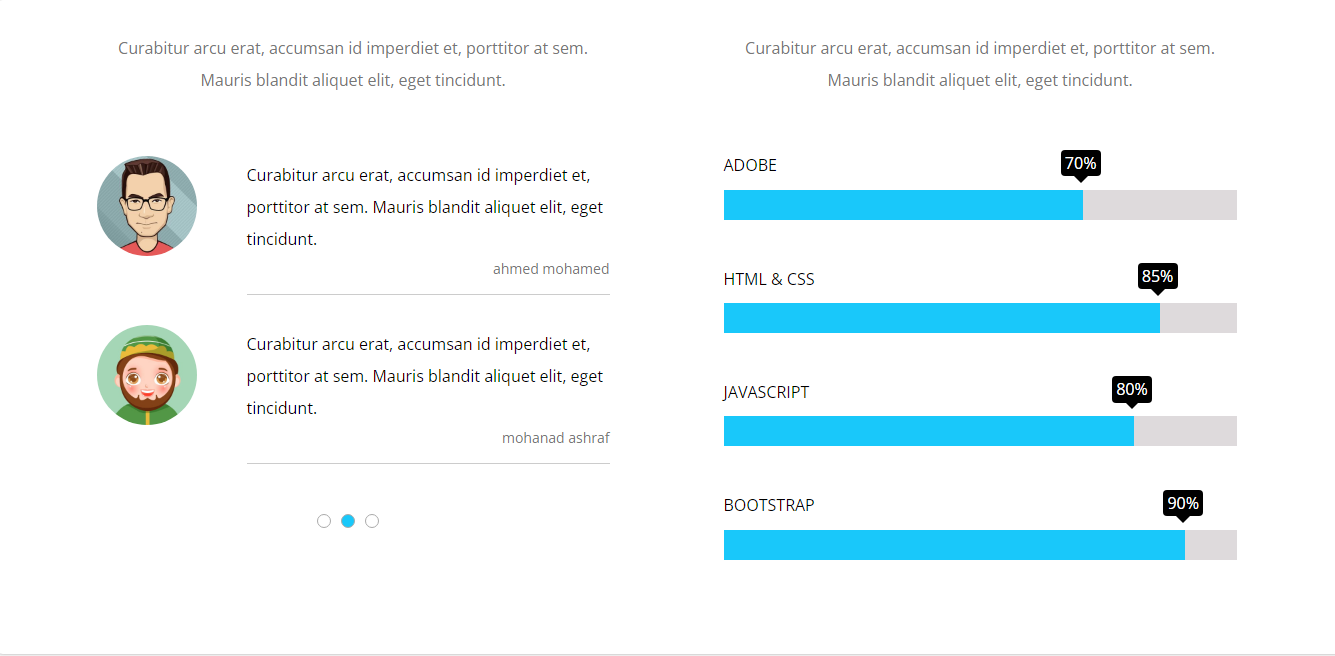 Curabitur arcu erat, accumsan id imperdiet et, porttitor at sem.
Mauris blandit aliquet elit, eget tincidunt.
Curabitur arcu erat, accumsan id imperdiet et,
porttitor at sem. Mauris blandit aliquet elit, eget
tincidunt.
ahmed mohamed
Curabitur arcu erat, accumsan id imperdiet et,
porttitor at sem. Mauris blandit aliquet elit, eget
tincidunt.
mohanad ashraf
Curabitur arcu erat, accumsan id imperdiet et, porttitor at sem.
Mauris blandit aliquet elit, eget tincidunt.
ADOBE 70%
HTML & CSS 85%
JAVASCRIPT 80%
BOOTSTRAP 90%